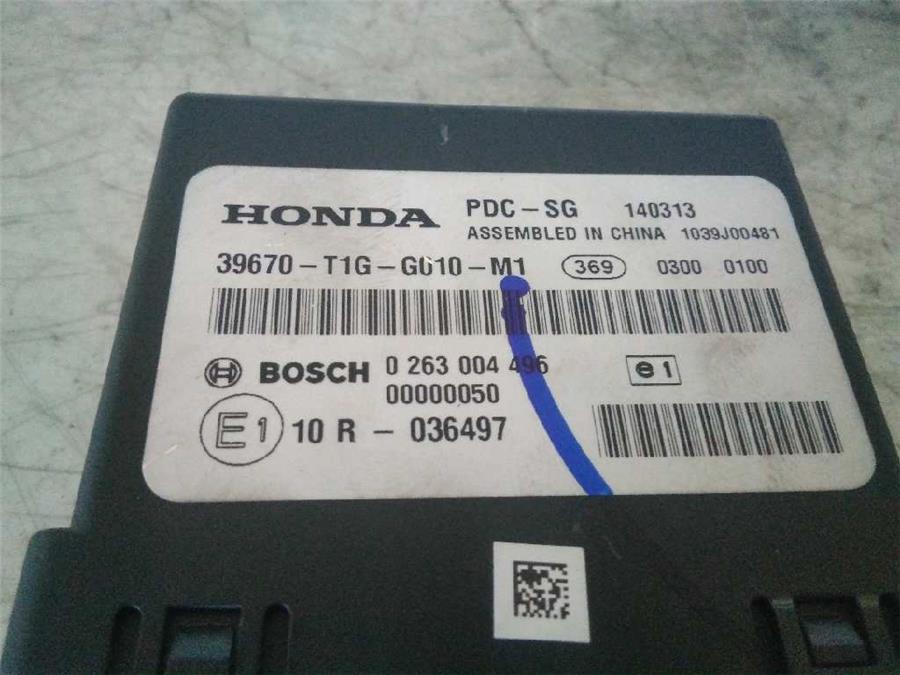 HONDA PDC-SG 140313
ASSEMBLED IN CHINA 1039J00481
39670-T1G-G010-M1 369 0300 0100
BOSCH 0 263 004 496
00000050
e1
E1 10 R - 036497